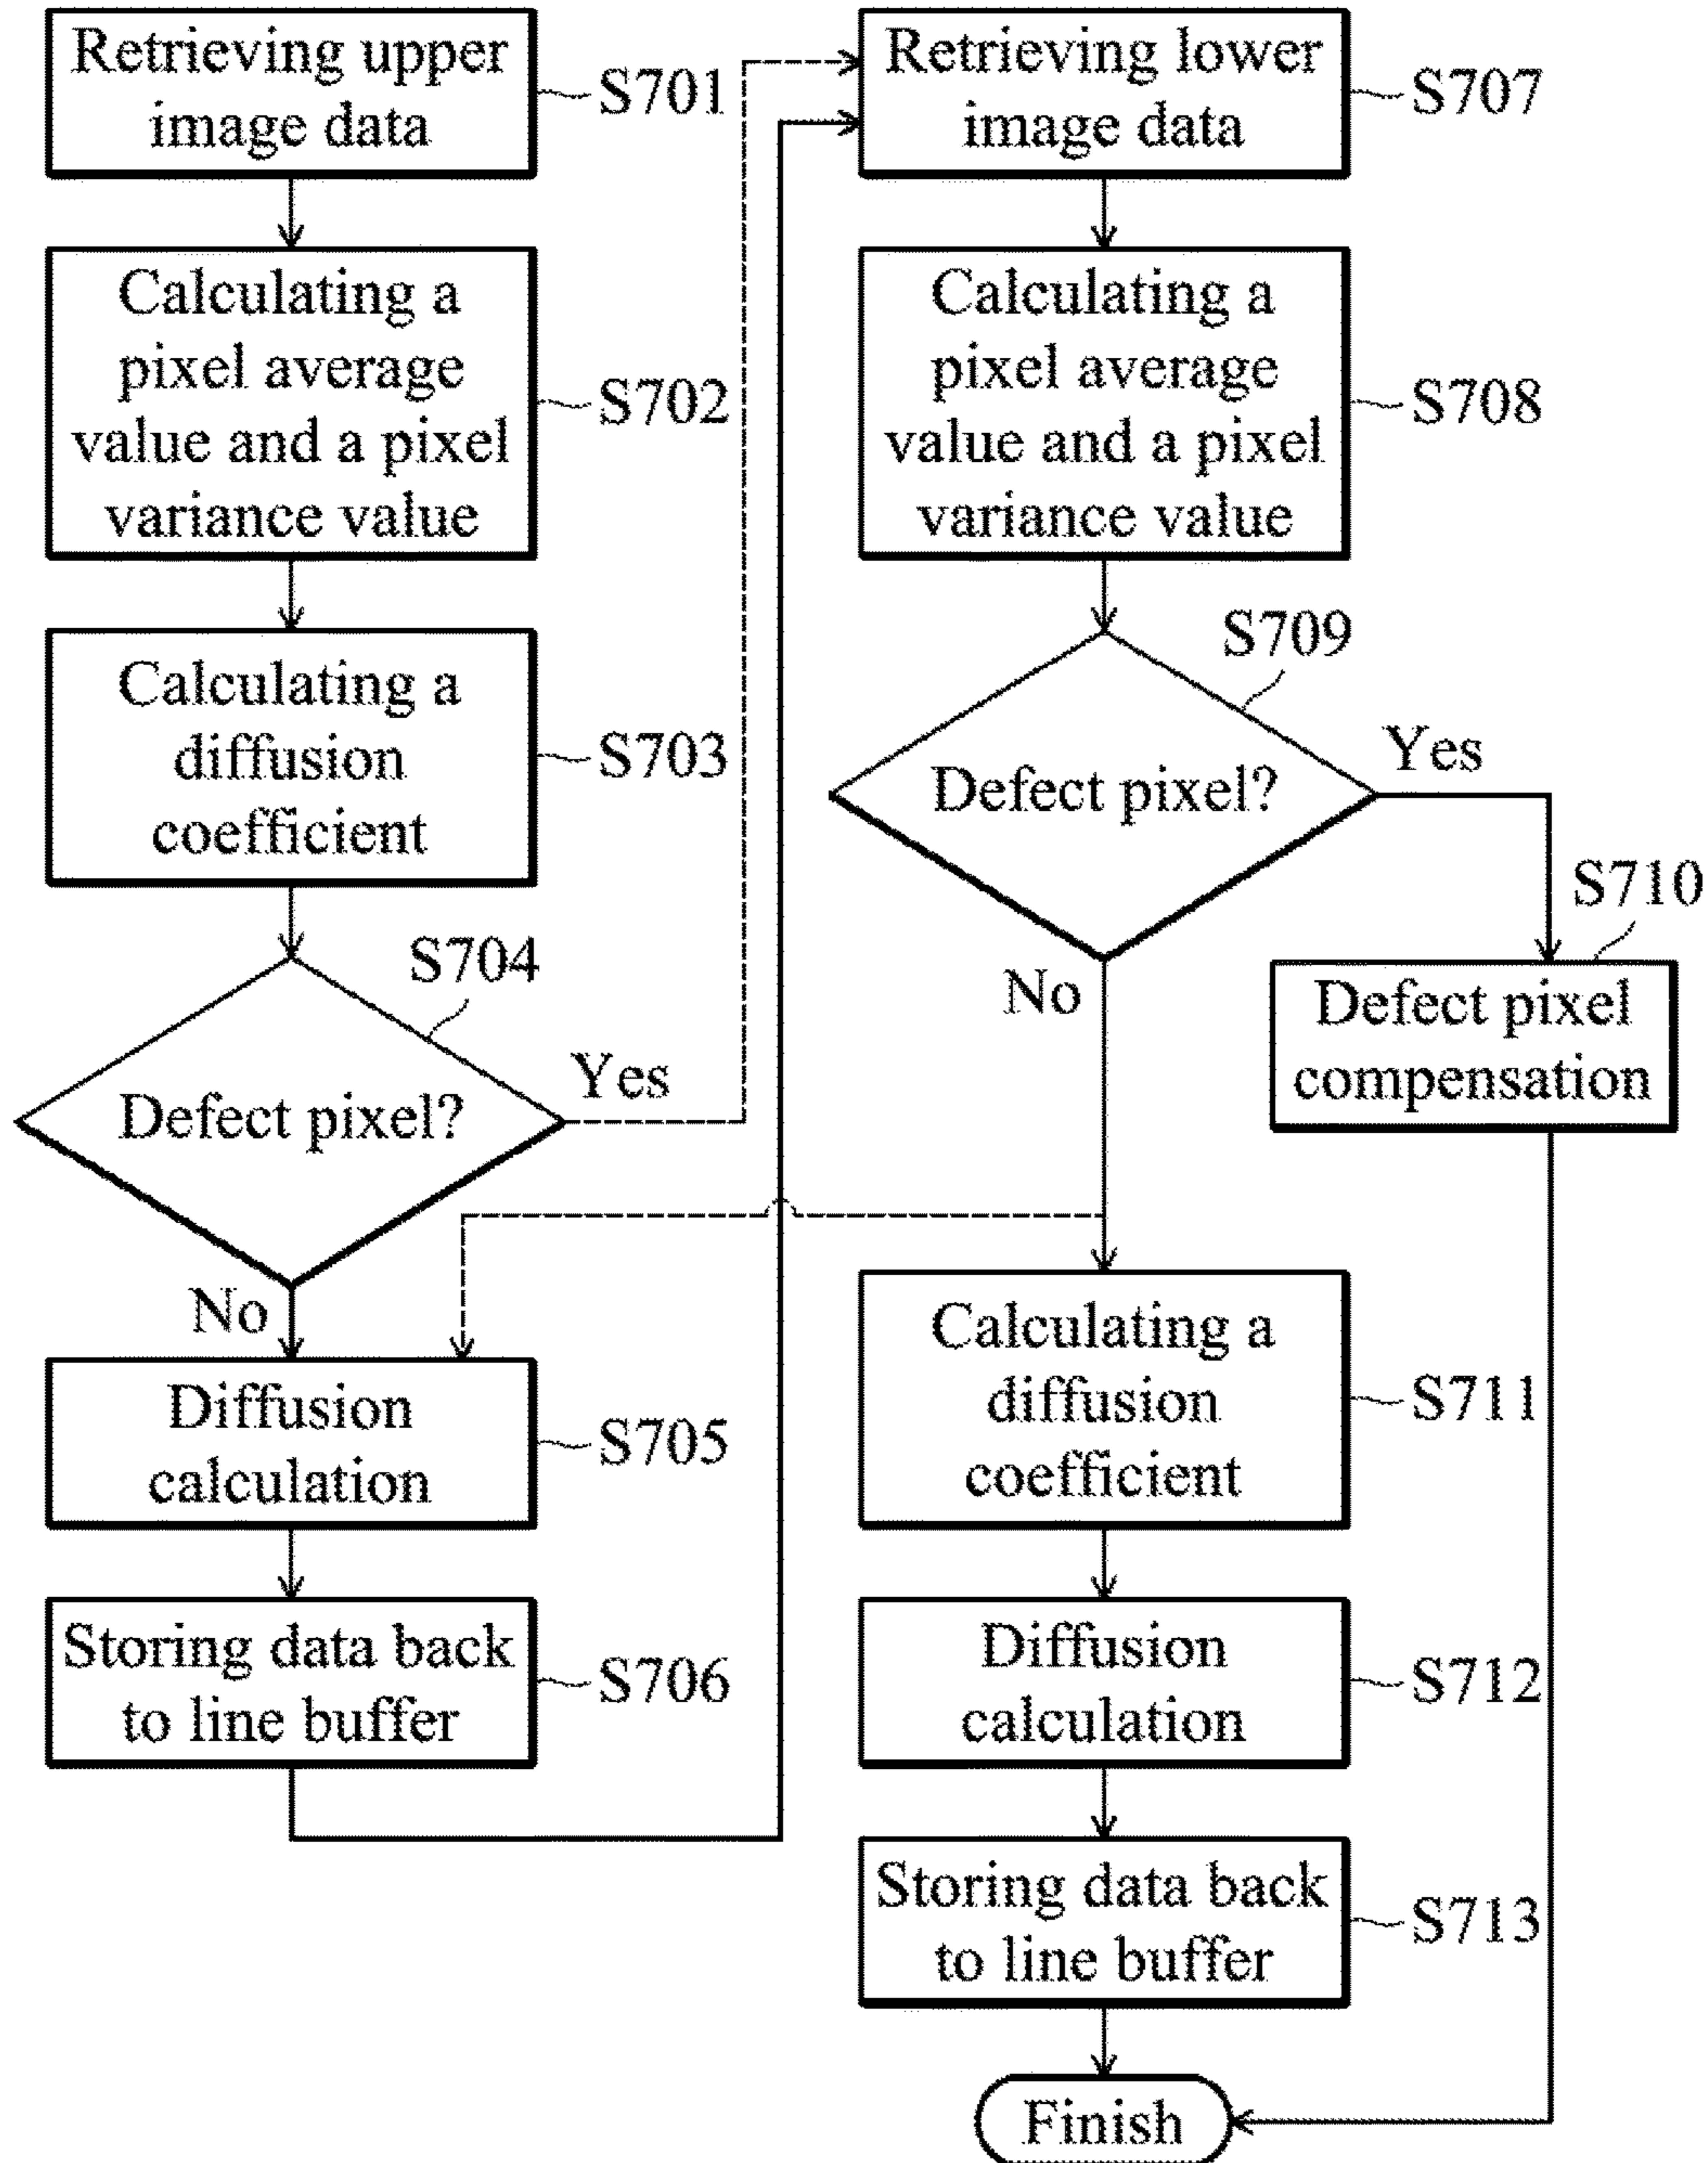 Retrieving upper
image data
S701
Calculating a
pixel average
value and a pixel
variance value
S702
Calculating a
diffusion
coefficient
S703
S704
Defect pixel?
Yes
No
Diffusion
calculation
S705
Storing data back
to line buffer
S706
Retrieving lower
image data
S707
Calculating a
pixel average
value and a pixel
variance value
S708
S709
Defect pixel?
Yes
No
S710
Defect pixel
compensation
Calculating a
diffusion
coefficient
S711
Diffusion
calculation
S712
Storing data back
to line buffer
S713
Finish